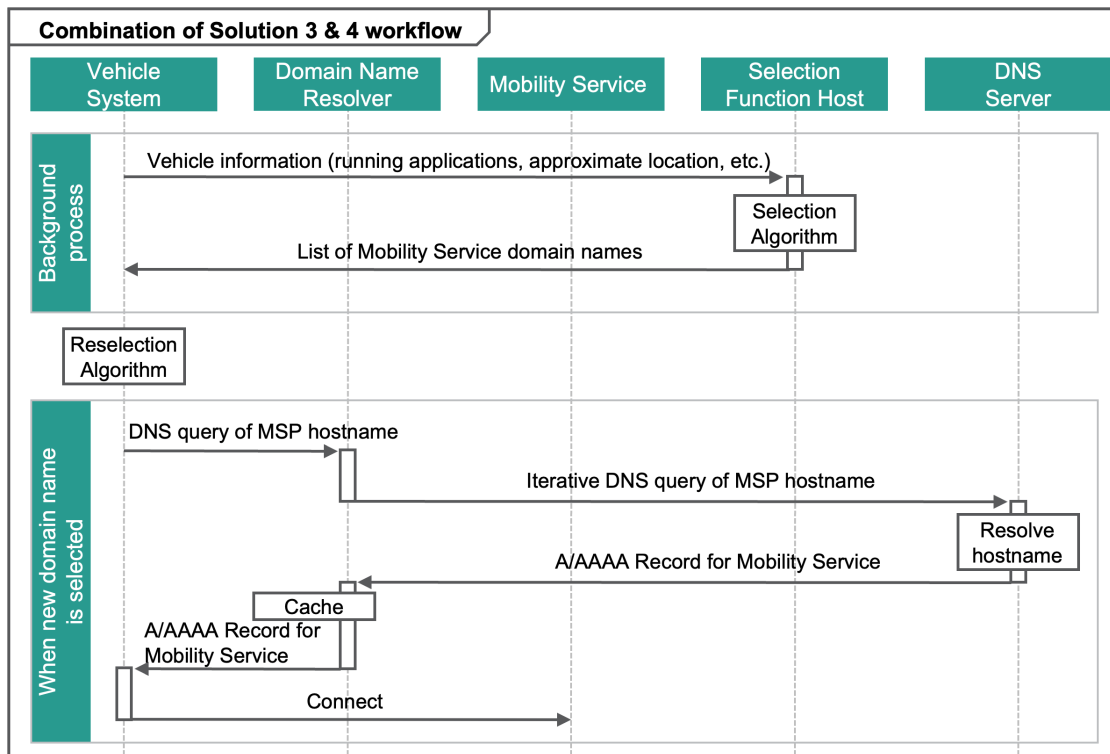 Combination of Solution 3 & 4 workflow
Vehicle
System
Domain Name
Resolver
Mobility Service
Selection
Function Host
DNS
Server
Background
process
Vehicle information (running applications, approximate location, etc.)
Selection
Algorithm
List of Mobility Service domain names
Reselection
Algorithm
When new domain name
is selected
DNS query of MSP hostname
Iterative DNS query of MSP hostname
Resolve
hostname
A/AAAA Record for Mobility Service
Cache
A/AAAA Record for
Mobility Service
Connect